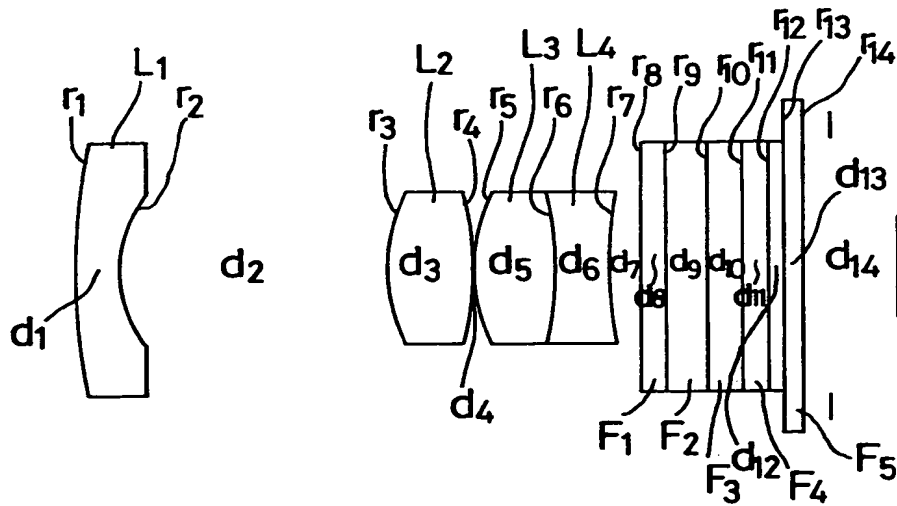 r1 L1 r2
r3 L2 r4 r5 L3 r6 L4 r7
r8 r9 r10 r11 r12 r13 r14
d1 d2 d3 d4 d5 d6 d7 d8 d9 d10 d11 d12 d13 d14
F1 F2 F3 F4 F5